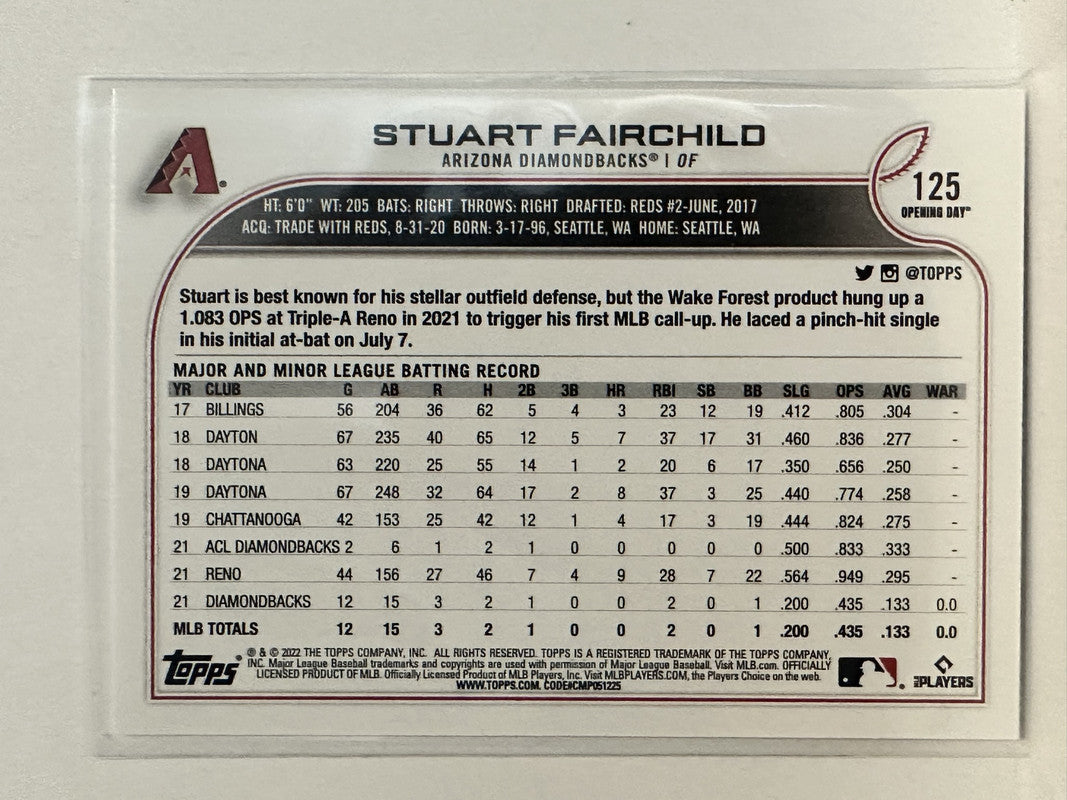 STUART FAIRCHILD
ARIZONA DIAMONDBACKS® | OF
125
OPENING DAY™
HT: 6'0" WT: 205 BATS: RIGHT THROWS: RIGHT DRAFTED: REDS #2-JUNE, 2017
ACQ: TRADE WITH REDS, 8-31-20 BORN: 3-17-96, SEATTLE, WA HOME: SEATTLE, WA
@TOPPS
Stuart is best known for his stellar outfield defense, but the Wake Forest product hung up a
1.083 OPS at Triple-A Reno in 2021 to trigger his first MLB call-up. He laced a pinch-hit single
in his initial at-bat on July 7.
MAJOR AND MINOR LEAGUE BATTING RECORD
YR CLUB G AB R H 2B 3B HR RBI SB BB SLG OPS AVG WAR
17 BILLINGS 56 204 36 62 5 4 3 23 12 19 .412 .805 .304 -
18 DAYTON 67 235 40 65 12 5 7 37 17 31 .460 .836 .277 -
18 DAYTONA 63 220 25 55 14 1 2 20 6 17 .350 .656 .250 -
19 DAYTONA 67 248 32 64 17 2 8 37 3 25 .440 .774 .258 -
19 CHATTANOOGA 42 153 25 42 12 1 4 17 3 19 .444 .824 .275 -
21 ACL DIAMONDBACKS 2 6 1 2 1 0 0 0 0 0 .500 .833 .333 -
21 RENO 44 156 27 46 7 4 9 28 7 22 .564 .949 .295 -
21 DIAMONDBACKS 12 15 3 2 1 0 0 2 0 1 .200 .435 .133 0.0
MLB TOTALS 12 15 3 2 1 0 0 2 0 1 .200 .435 .133 0.0
topps® ® & © 2022 THE TOPPS COMPANY, INC. ALL RIGHTS RESERVED. TOPPS IS A REGISTERED TRADEMARK OF THE TOPPS COMPANY,
INC. Major League Baseball trademarks and copyrights are used with permission of Major League Baseball. Visit MLB.com. OFFICIALLY
LICENSED PRODUCT OF MLB. Officially Licensed Product of MLB Players, Inc. Visit MLBPLAYERS.COM, the Players Choice on the web.
WWW.TOPPS.COM. CODE#CMP051225
MLB PLAYERS